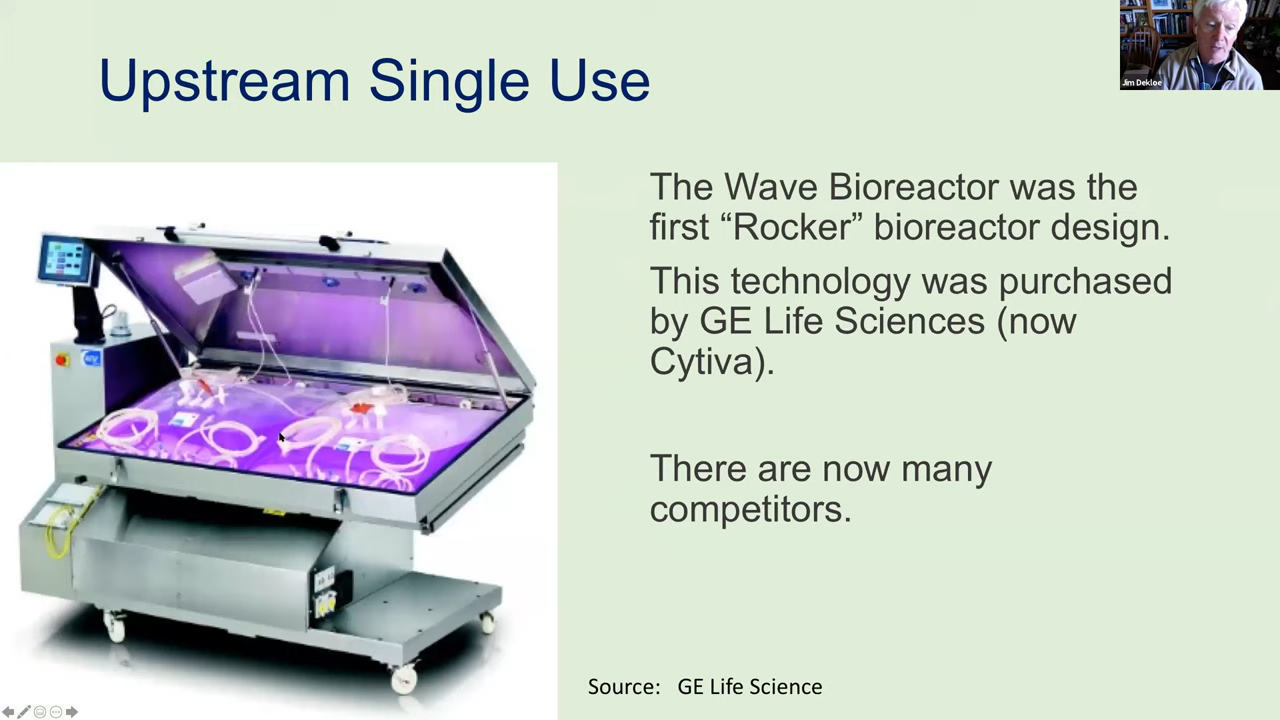 Upstream Single Use
Jim Dekloe
The Wave Bioreactor was the
first “Rocker” bioreactor design.
This technology was purchased
by GE Life Sciences (now
Cytiva).
There are now many
competitors.
Source: GE Life Science